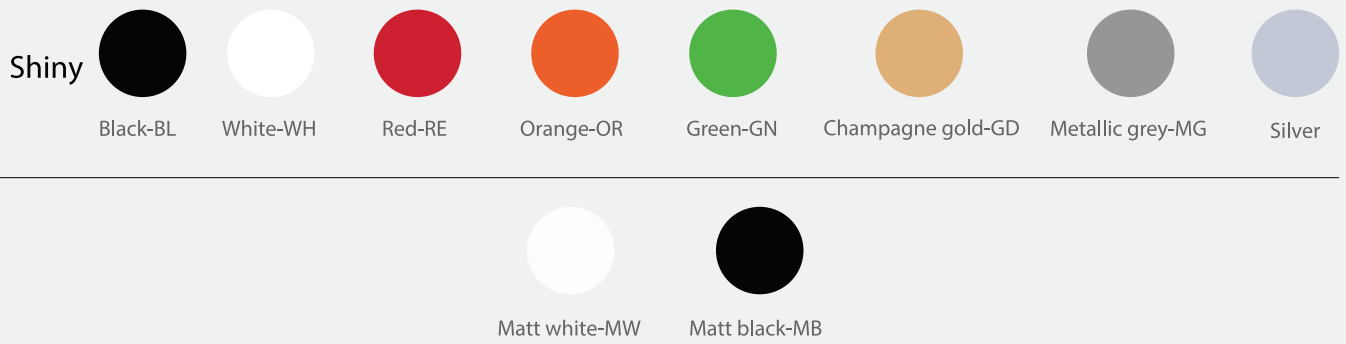 Shiny
Black-BL White-WH Red-RE Orange-OR Green-GN Champagne gold-GD Metallic grey-MG Silver
Matt white-MW Matt black-MB